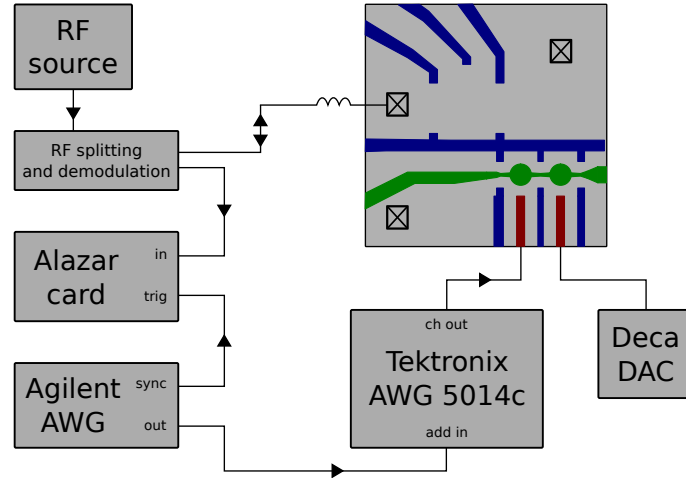 RF
source
RF splitting
and demodulation
Alazar
card
in
trig
Agilent
AWG
sync
out
ch out
Tektronix
AWG 5014c
add in
Deca
DAC